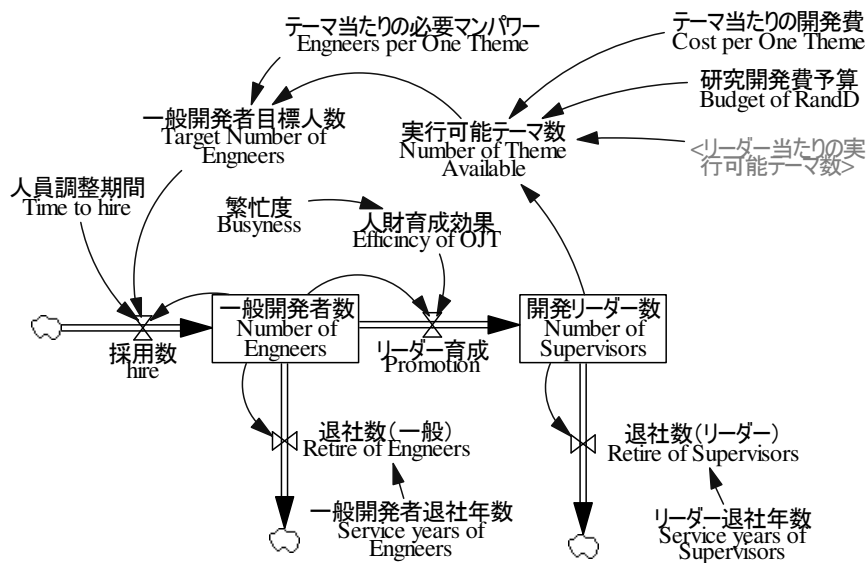 テーマ当たりの必要マンパワー
Engneers per One Theme
テーマ当たりの開発費
Cost per One Theme
研究開発費予算
Budget of RandD
一般開発者目標人数
Target Number of
Engneers
実行可能テーマ数
Number of Theme
Available
<リーダー当たりの実
行可能テーマ数>
人員調整期間
Time to hire
繁忙度
Busyness
人財育成効果
Efficincy of OJT
一般開発者数
Number of
Engneers
開発リーダー数
Number of
Supervisors
採用数
hire
リーダー育成
Promotion
退社数(一般)
Retire of Engneers
退社数(リーダー)
Retire of Supervisors
一般開発者退社年数
Service years of
Engneers
リーダー退社年数
Service years of
Supervisors